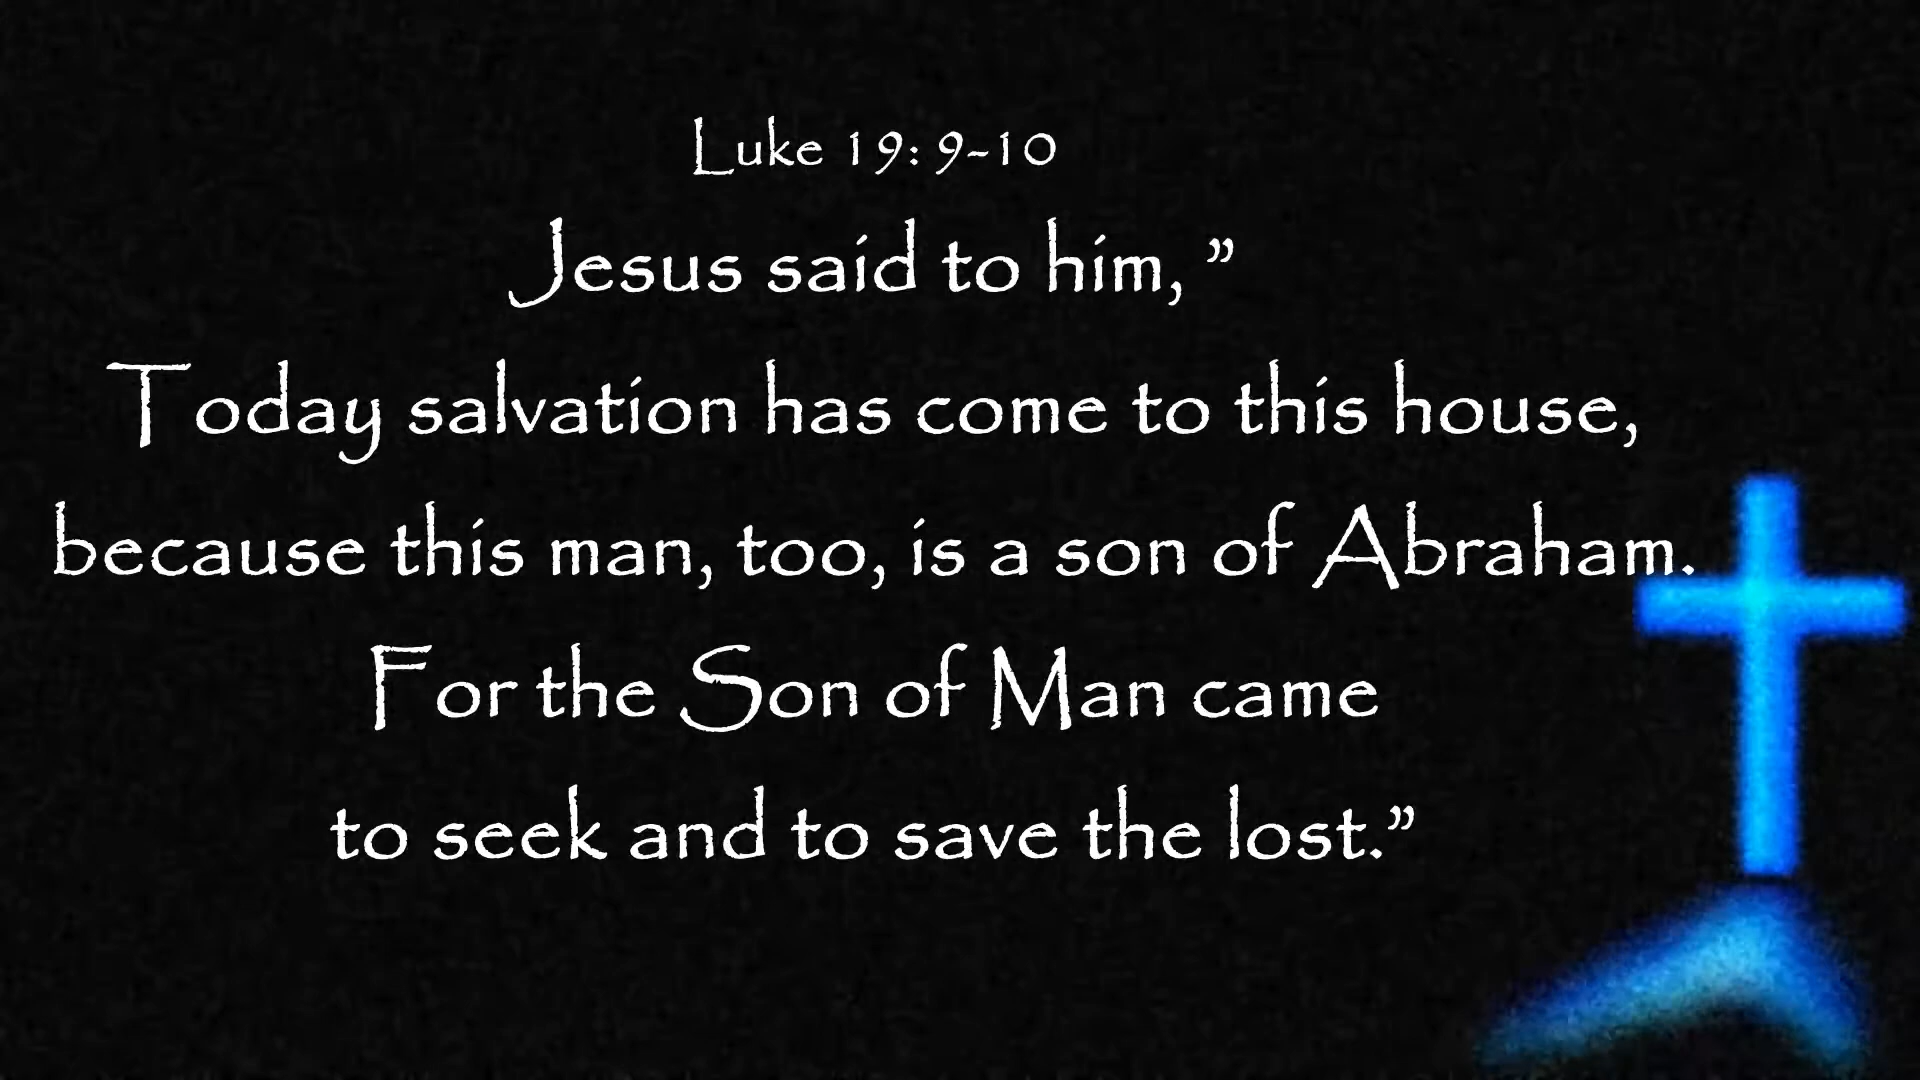 Luke 19: 9-10
Jesus said to him, ”
Today salvation has come to this house,
because this man, too, is a son of Abraham.
For the Son of Man came
to seek and to save the lost.”